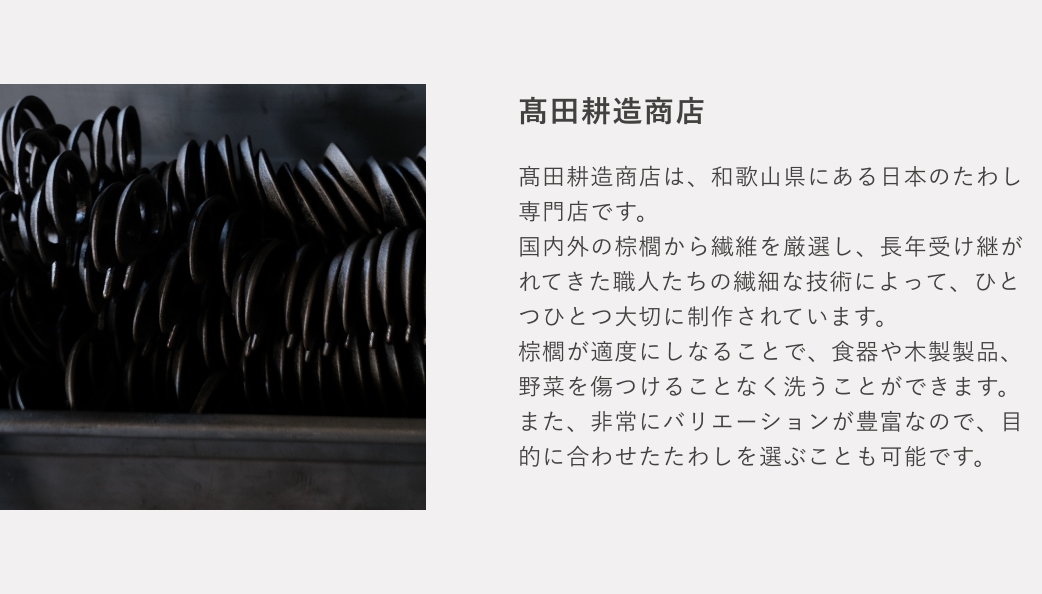 髙田耕造商店
髙田耕造商店は、和歌山県にある日本のたわし
専門店です。
国内外の棕櫚から繊維を厳選し、長年受け継が
れてきた職人たちの繊細な技術によって、ひと
つひとつ大切に制作されています。
棕櫚が適度にしなることで、食器や木製製品、
野菜を傷つけることなく洗うことができます。
また、非常にバリエーションが豊富なので、目
的に合わせたたわしを選ぶことも可能です。